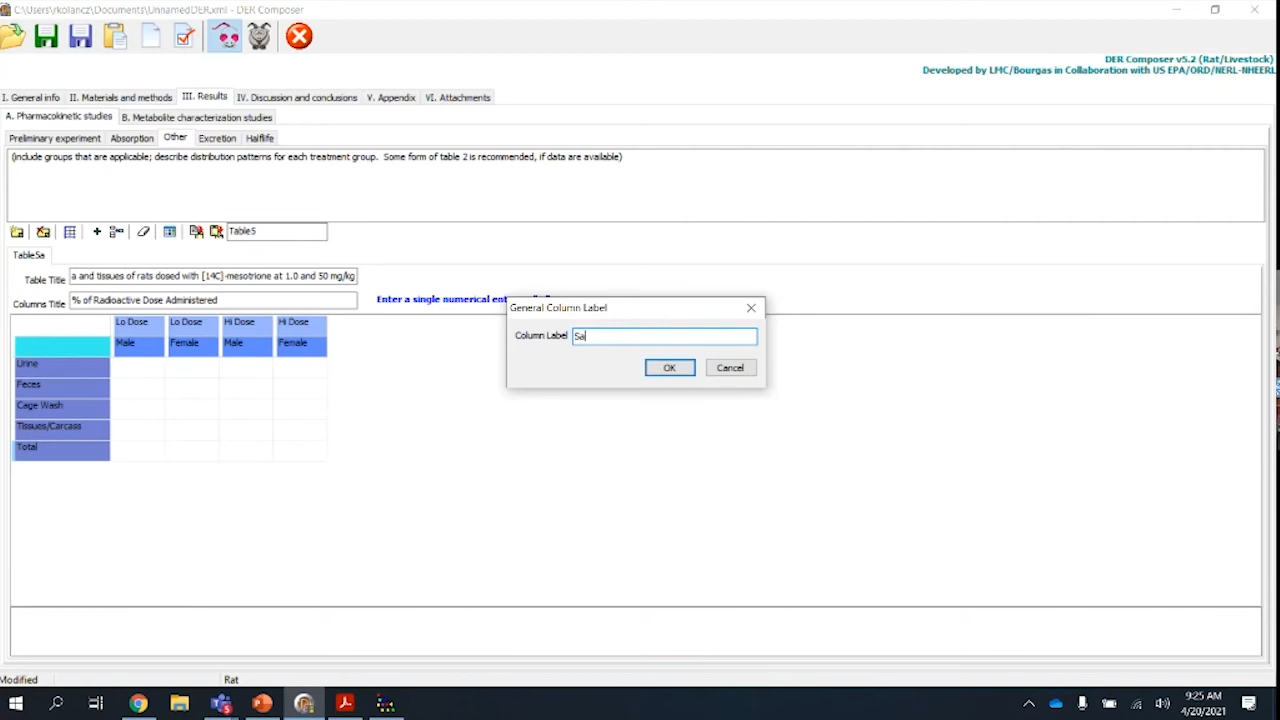 C:\Users\rkolancz\Documents\UnnamedDER.xml - DER Composer
DER Composer v5.2 (Rat/Livestock)
Developed by LMC/Bourgas in Collaboration with US EPA/ORD/NERL-NHEERL
I. General info II. Materials and methods III. Results IV. Discussion and conclusions V. Appendix VI. Attachments
A. Pharmacokinetic studies B. Metabolite characterization studies
Preliminary experiment Absorption Other Excretion Halflife
(include groups that are applicable; describe distribution patterns for each treatment group. Some form of table 2 is recommended, if data are available)
Table5
Table5a
Table Title a and tissues of rats dosed with [14C]-mesotrione at 1.0 and 50 mg/kg
Columns Title % of Radioactive Dose Administered Enter a single numerical
General Column Label
Column Label Sa
OK Cancel
Lo Dose Lo Dose Hi Dose Hi Dose
Male Female Male Female
Urine
Feces
Cage Wash
Tissues/Carcass
Total
Modified Rat
9:25 AM
4/20/2021